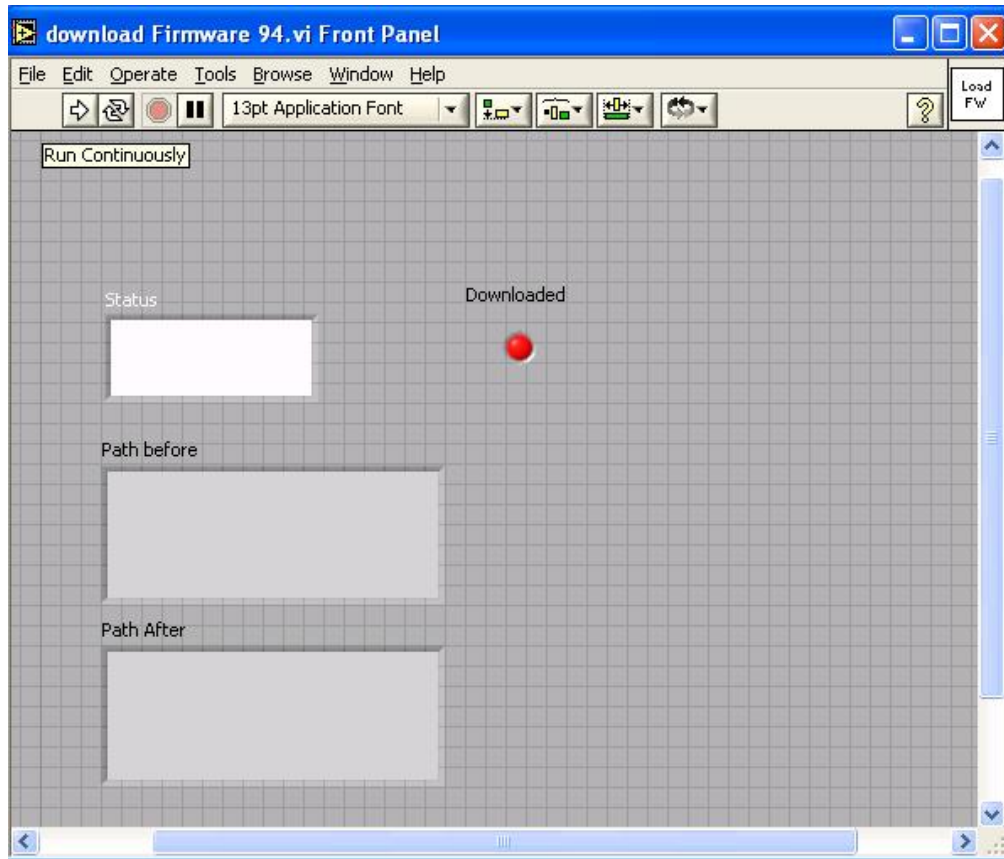 download Firmware 94.vi Front Panel
File Edit Operate Tools Browse Window Help
13pt Application Font
?
Load
FW
Run Continuously
Status
Downloaded
Path before
Path After